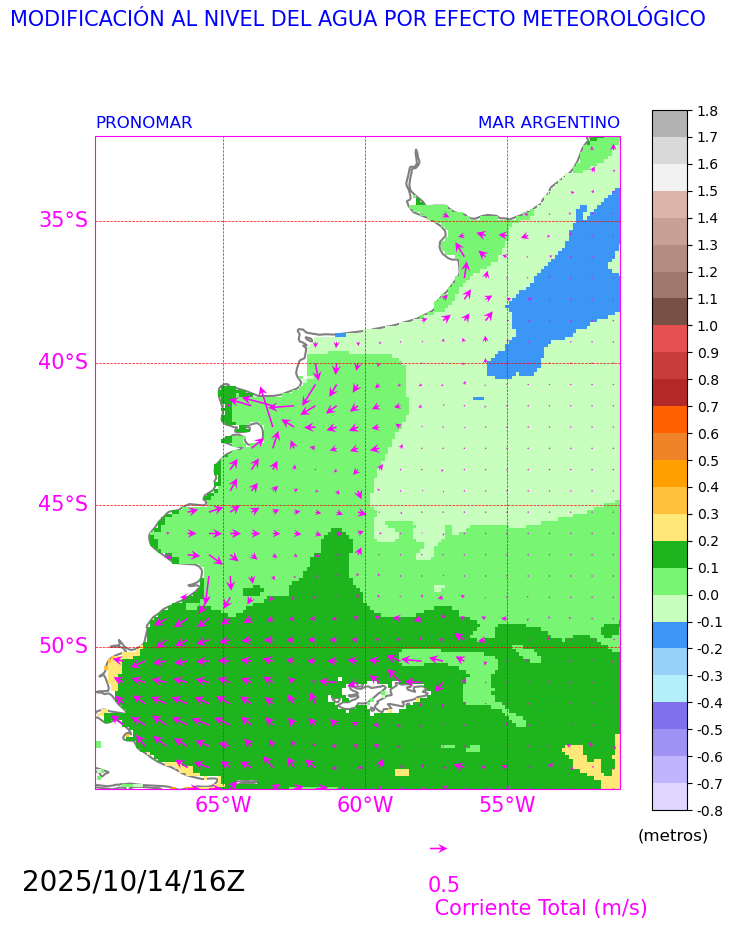 MODIFICACIÓN AL NIVEL DEL AGUA POR EFECTO METEOROLÓGICO
PRONOMAR MAR ARGENTINO
35°S
40°S
45°S
50°S
65°W 60°W 55°W
1.8
1.7
1.6
1.5
1.4
1.3
1.2
1.1
1.0
0.9
0.8
0.7
0.6
0.5
0.4
0.3
0.2
0.1
0.0
-0.1
-0.2
-0.3
-0.4
-0.5
-0.6
-0.7
-0.8
(metros)
2025/10/14/16Z
0.5
Corriente Total (m/s)